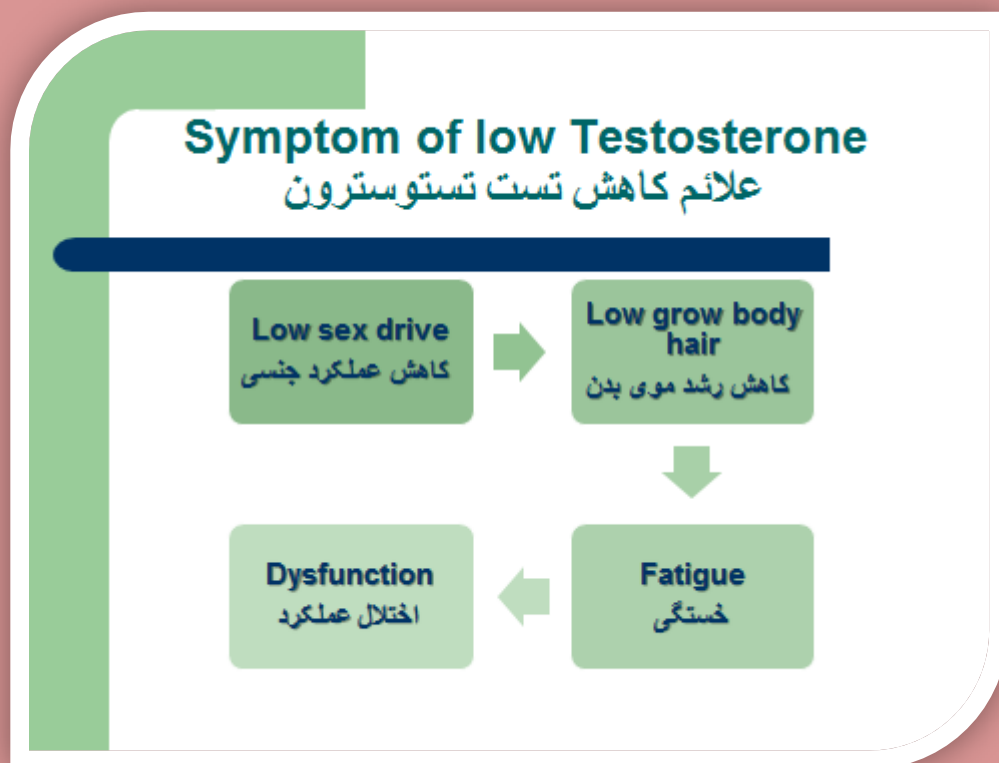 Symptom of low Testosterone
علائم کاهش تست تستوسترون
Low sex drive
کاهش عملکرد جنسی
Low grow body
hair
کاهش رشد موی بدن
Fatigue
خستگی
Dysfunction
اختلال عملکرد